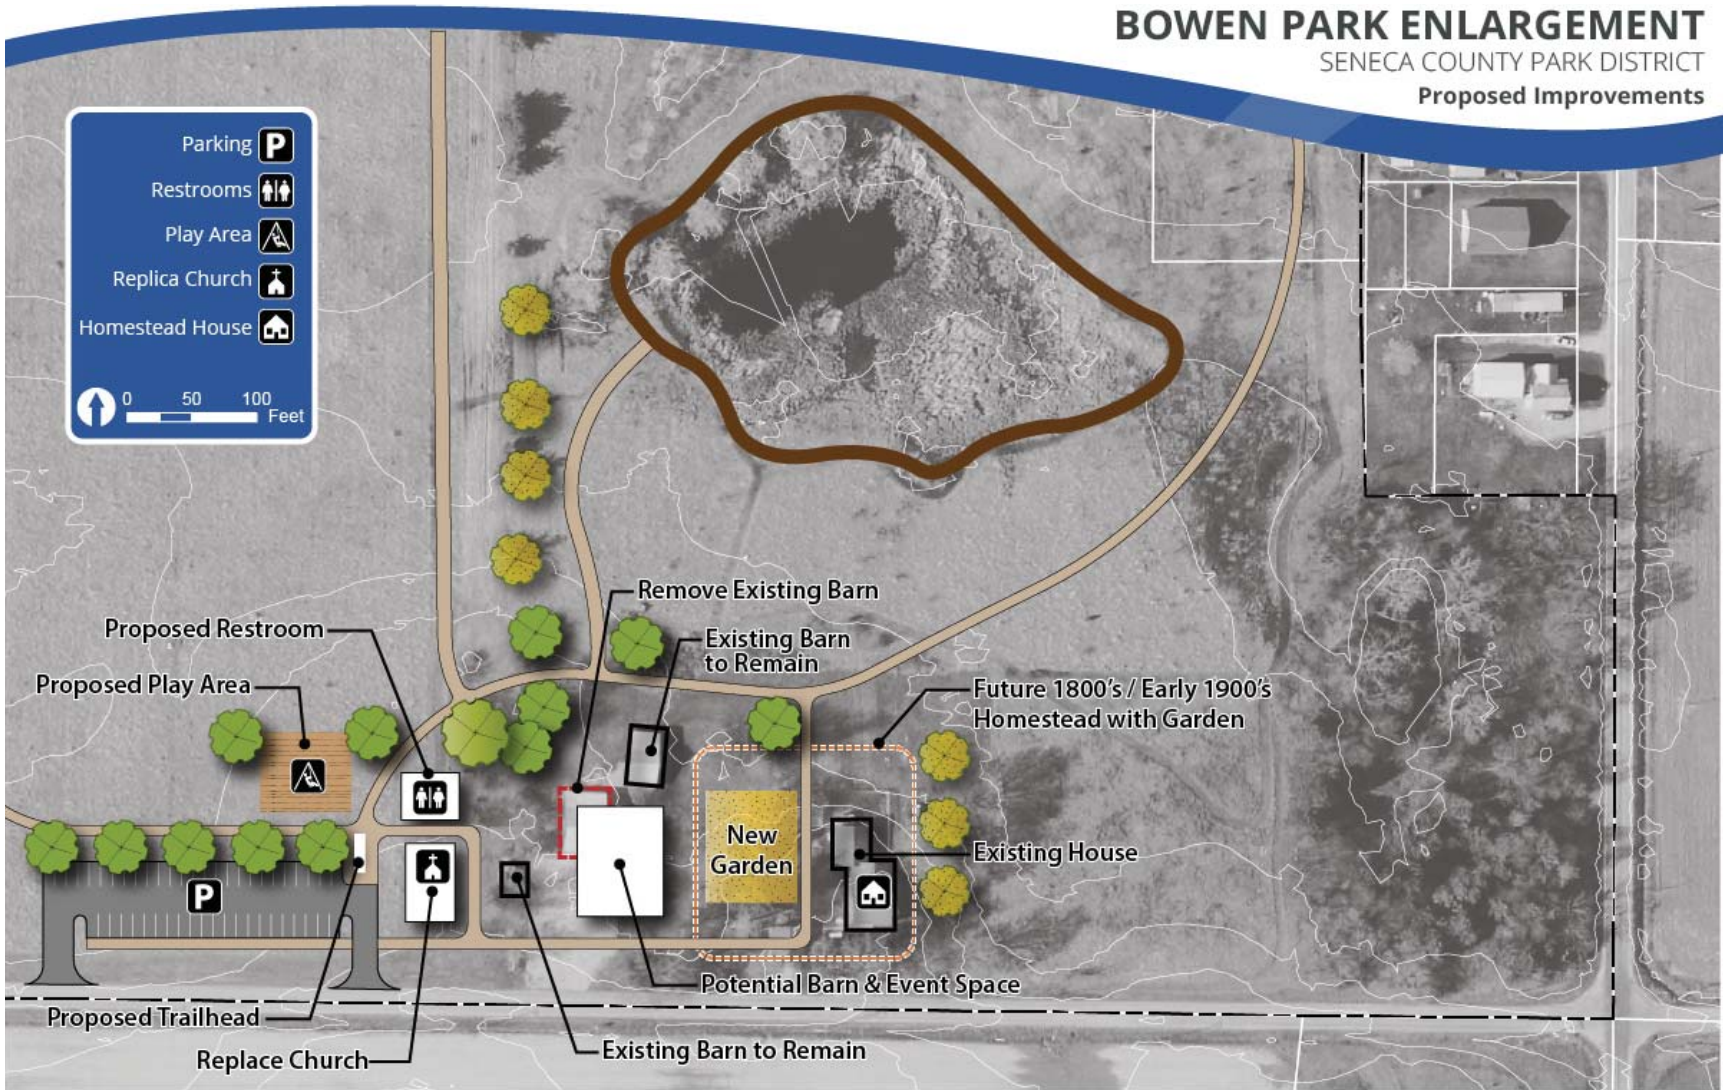 BOWEN PARK ENLARGEMENT
SENECA COUNTY PARK DISTRICT
Proposed Improvements
Parking P
Restrooms
Play Area
Replica Church
Homestead House
0 50 100
Feet
Remove Existing Barn
Proposed Restroom
Existing Barn
to Remain
Proposed Play Area
Future 1800's / Early 1900's
Homestead with Garden
New
Garden
Existing House
P
Potential Barn & Event Space
Proposed Trailhead
Replace Church
Existing Barn to Remain